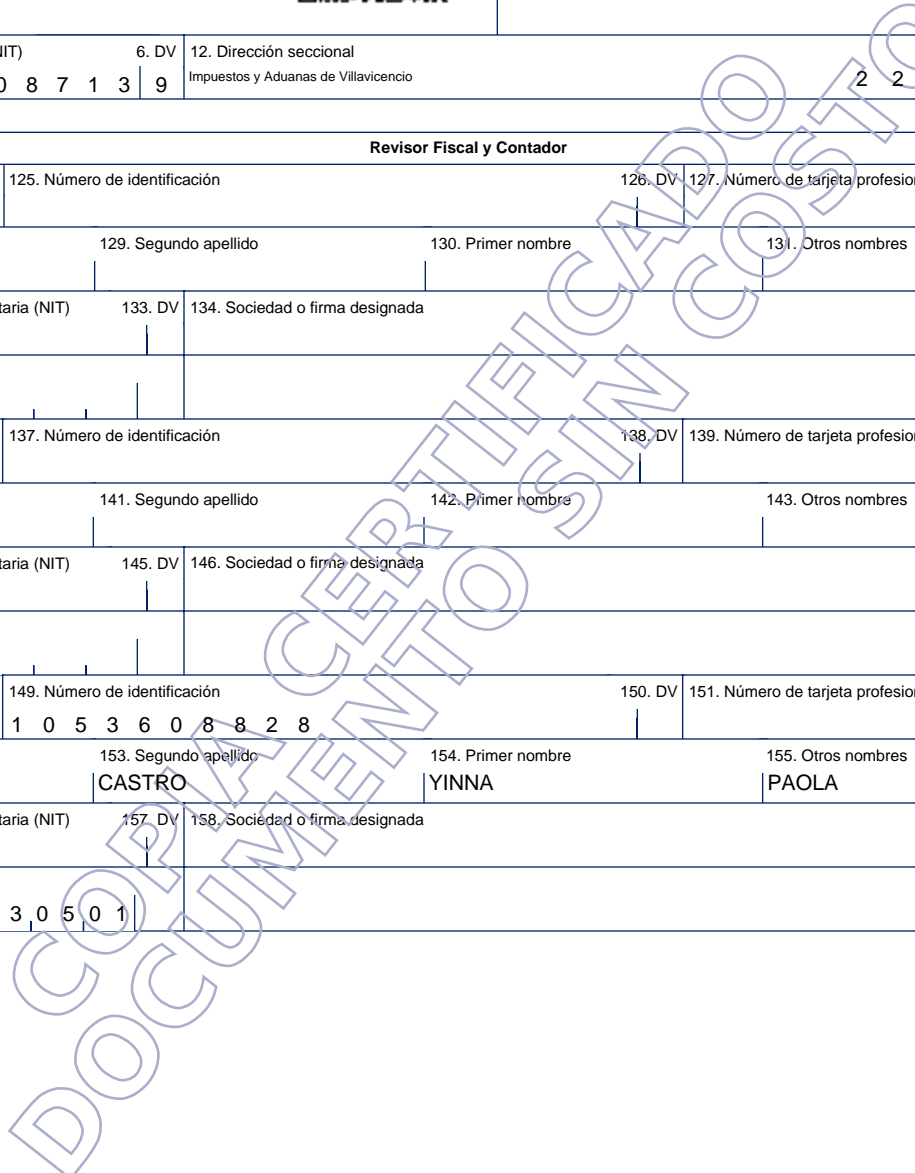 IIT) 6. DV 12. Dirección seccional
0 8 7 1 3 9 Impuestos y Aduanas de Villavicencio 2 2
Revisor Fiscal y Contador
125. Número de identificación 126. DV 127. Número de tarjeta profesion
129. Segundo apellido 130. Primer nombre 131. Otros nombres
taria (NIT) 133. DV 134. Sociedad o firma designada
137. Número de identificación 138. DV 139. Número de tarjeta profesion
141. Segundo apellido 142. Primer nombre 143. Otros nombres
taria (NIT) 145. DV 146. Sociedad o firma designada
149. Número de identificación 150. DV 151. Número de tarjeta profesion
1 0 5 3 6 0 8 8 2 8
153. Segundo apellido 154. Primer nombre 155. Otros nombres
CASTRO YINNA PAOLA
taria (NIT) 157. DV 158. Sociedad o firma designada
3 0 5 0 1
COPIA CERTIFICADO
DOCUMENTO SIN COSTO